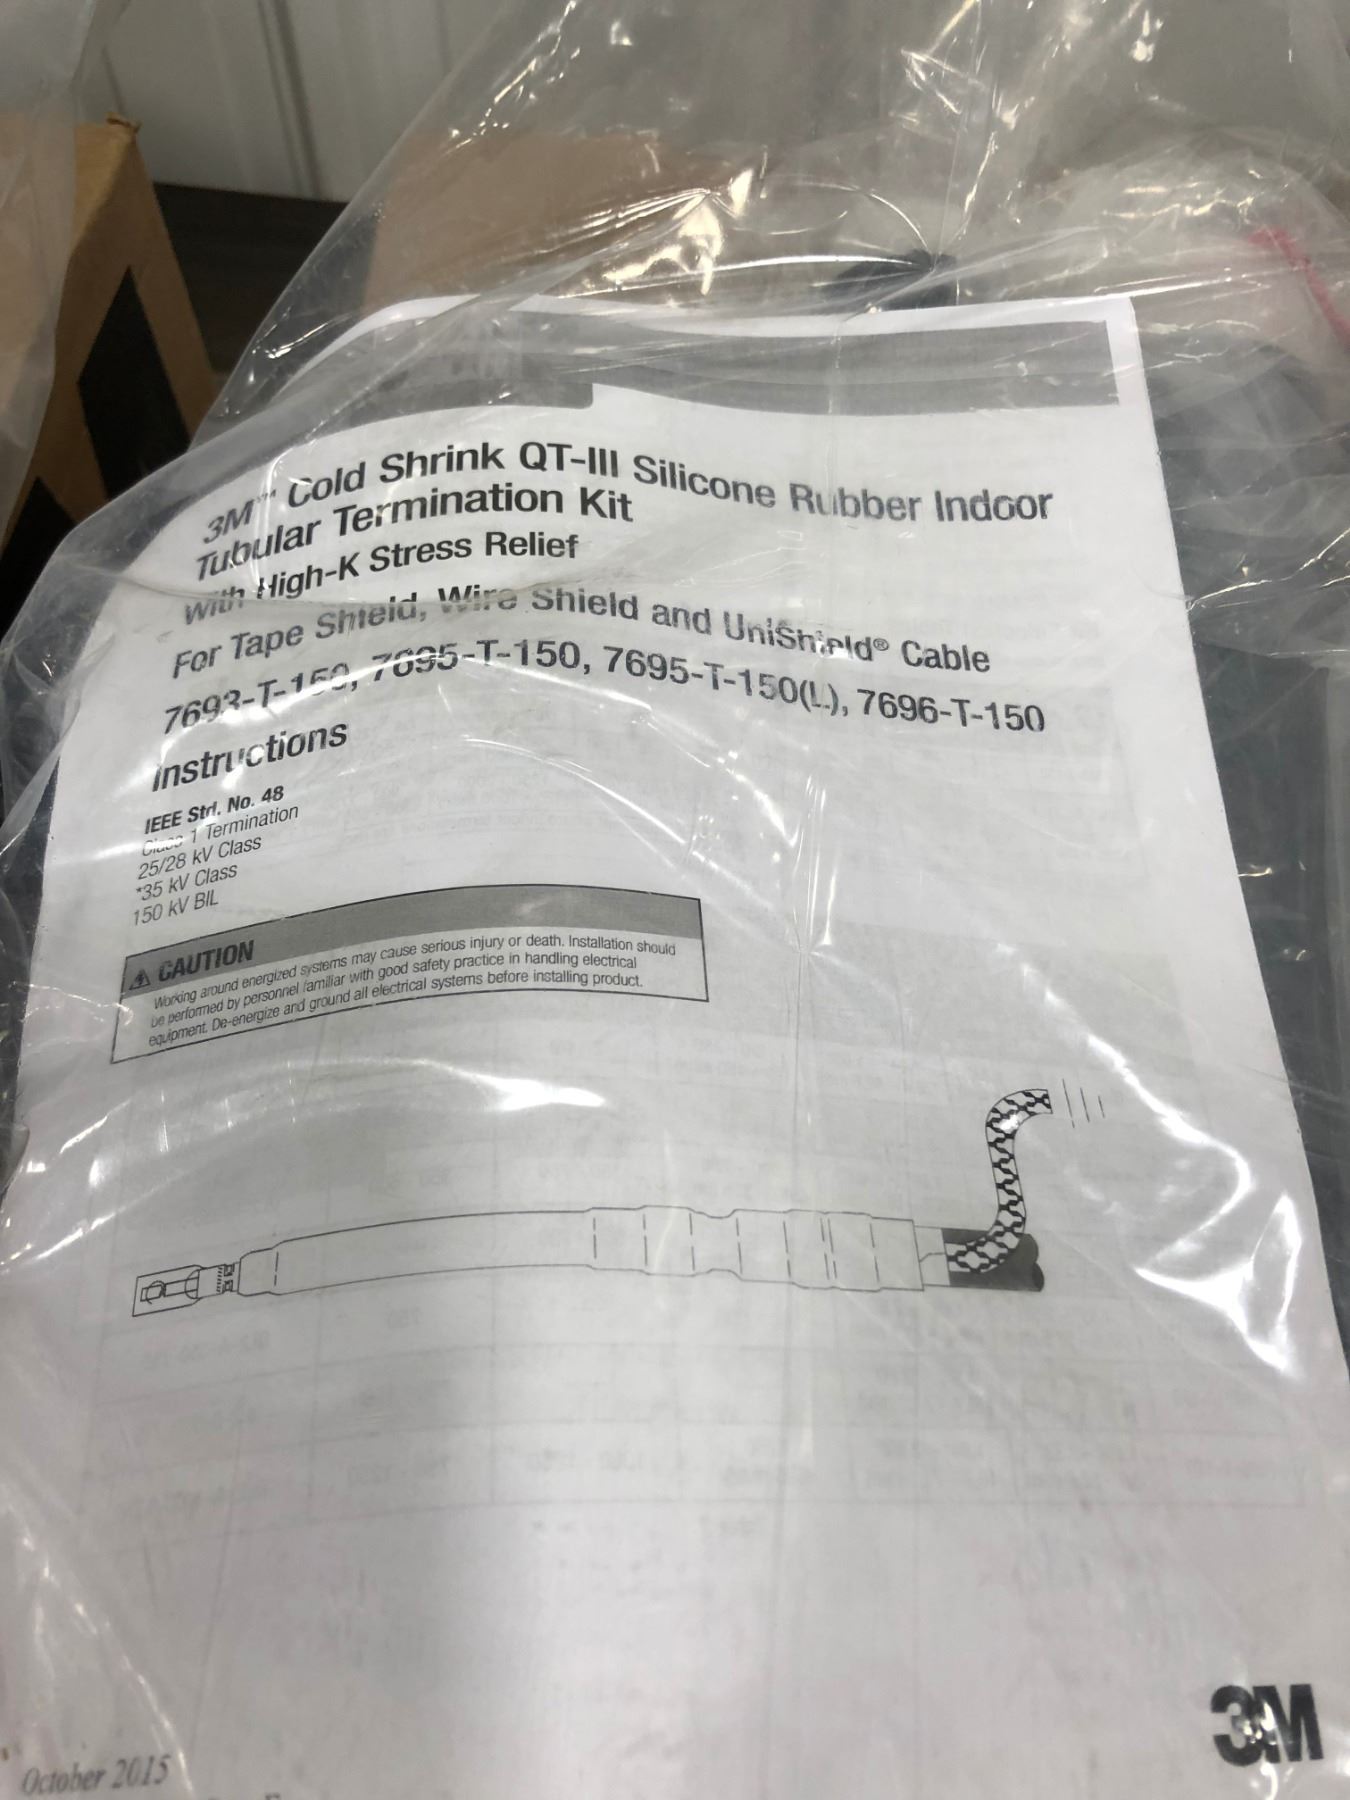 3M™ Cold Shrink QT-III Silicone Rubber Indoor
Tubular Termination Kit
with High-K Stress Relief
For Tape Shield, Wire Shield and UniShield® Cable
7693-T-150, 7695-T-150, 7695-T-150(L), 7696-T-150
Instructions
IEEE Std. No. 48
Class 1 Termination
25/28 kV Class
*35 kV Class
150 kV BIL
CAUTION
Working around energized systems may cause serious injury or death. Installation should
be performed by personnel familiar with good safety practice in handling electrical
equipment. De-energize and ground all electrical systems before installing product.
3M
October 2015